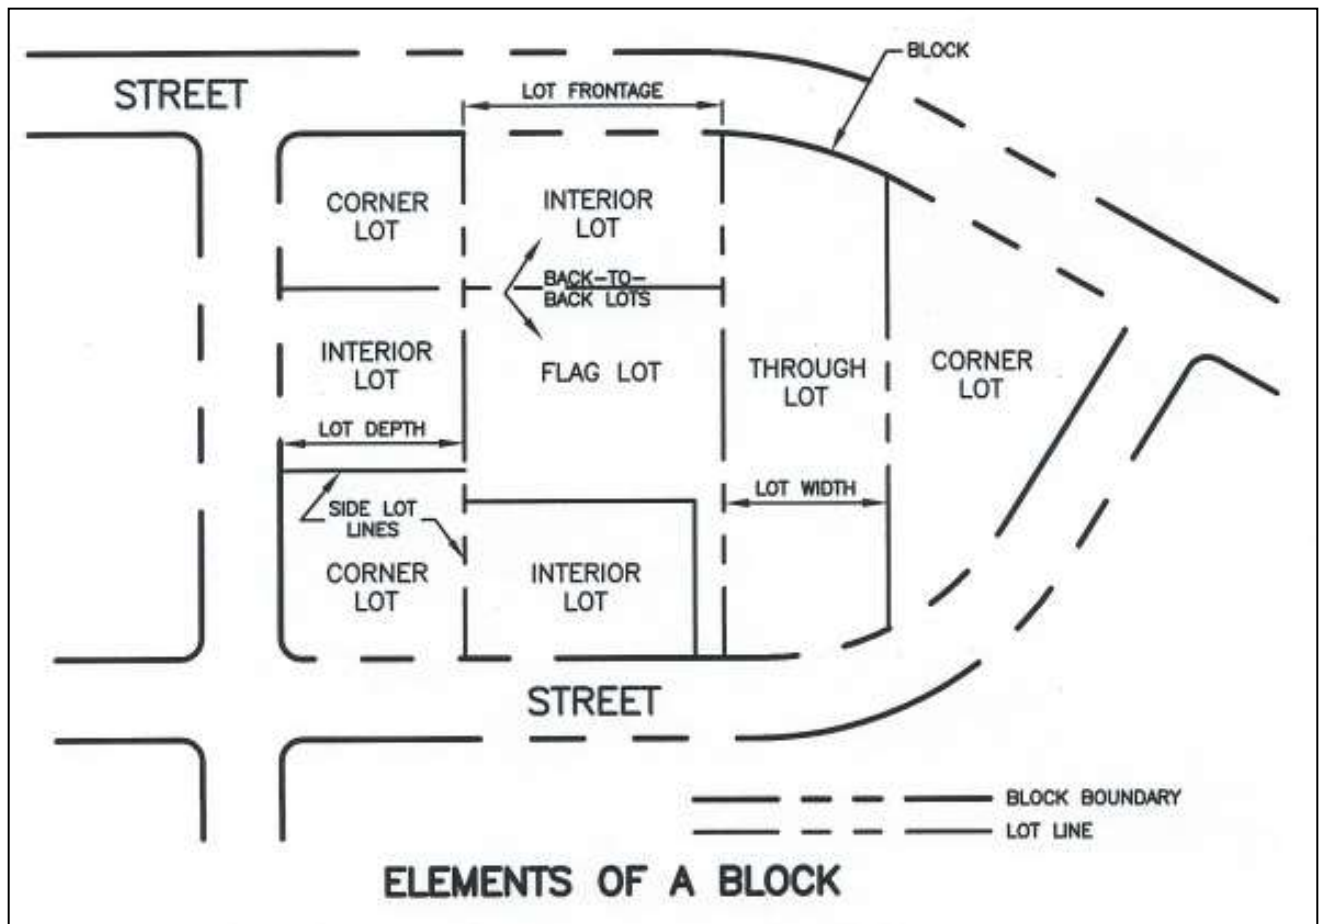 BLOCK
STREET
LOT FRONTAGE
CORNER
LOT
INTERIOR
LOT
BACK-TO-
BACK LOTS
INTERIOR
LOT
FLAG LOT
THROUGH
LOT
CORNER
LOT
LOT DEPTH
LOT WIDTH
SIDE LOT
LINES
CORNER
LOT
INTERIOR
LOT
STREET
BLOCK BOUNDARY
LOT LINE
ELEMENTS OF A BLOCK